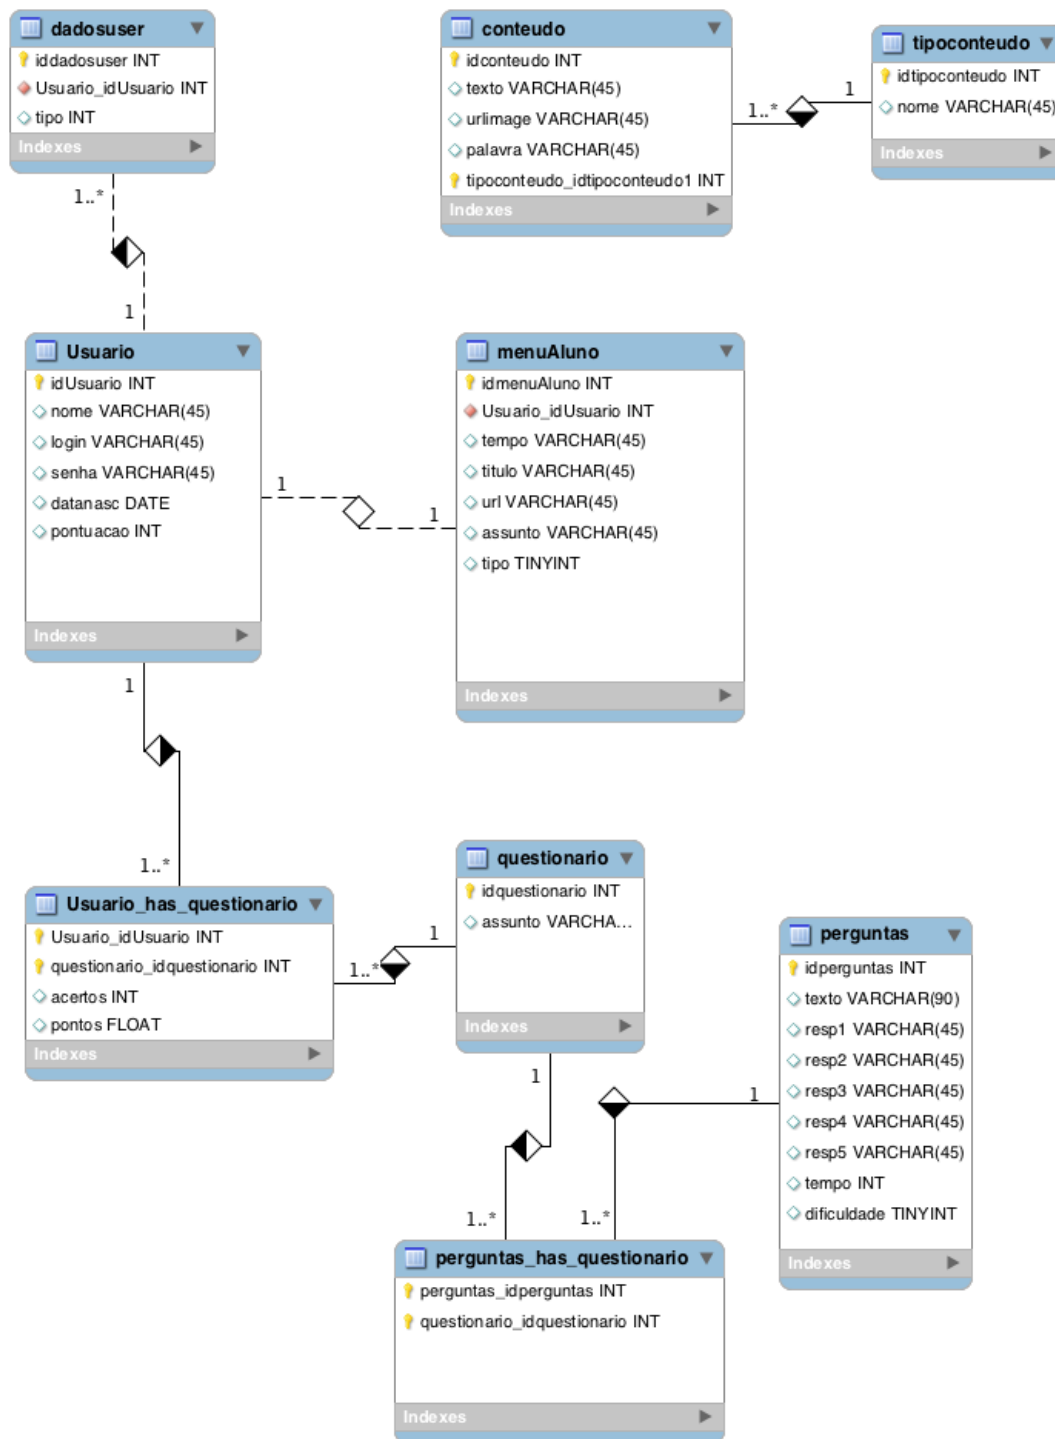 dadosuser
iddadosuser INT
Usuario_idUsuario INT
tipo INT
Indexes
conteudo
idconteudo INT
texto VARCHAR(45)
urlimage VARCHAR(45)
palavra VARCHAR(45)
tipoconteudo_idtipoconteudo1 INT
Indexes
1..*
1
tipoconteudo
idtipoconteudo INT
nome VARCHAR(45)
Indexes
1..*
1
Usuario
idUsuario INT
nome VARCHAR(45)
login VARCHAR(45)
senha VARCHAR(45)
datanasc DATE
pontuacao INT
Indexes
1
1
menuAluno
idmenuAluno INT
Usuario_idUsuario INT
tempo VARCHAR(45)
titulo VARCHAR(45)
url VARCHAR(45)
assunto VARCHAR(45)
tipo TINYINT
Indexes
1
1..*
Usuario_has_questionario
Usuario_idUsuario INT
questionario_idquestionario INT
acertos INT
pontos FLOAT
Indexes
1..*
1
questionario
idquestionario INT
assunto VARCHA...
Indexes
perguntas
idperguntas INT
texto VARCHAR(90)
resp1 VARCHAR(45)
resp2 VARCHAR(45)
resp3 VARCHAR(45)
resp4 VARCHAR(45)
resp5 VARCHAR(45)
tempo INT
dificuldade TINYINT
Indexes
1
1
1..*
1..*
perguntas_has_questionario
perguntas_idperguntas INT
questionario_idquestionario INT
Indexes